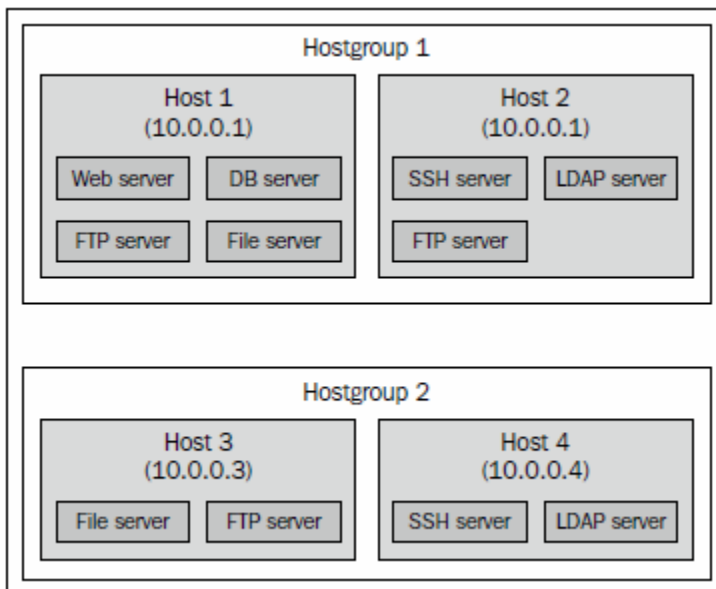 Hostgroup 1
Host 1
(10.0.0.1)
Web server
DB server
FTP server
File server
Host 2
(10.0.0.1)
SSH server
LDAP server
FTP server
Hostgroup 2
Host 3
(10.0.0.3)
File server
FTP server
Host 4
(10.0.0.4)
SSH server
LDAP server